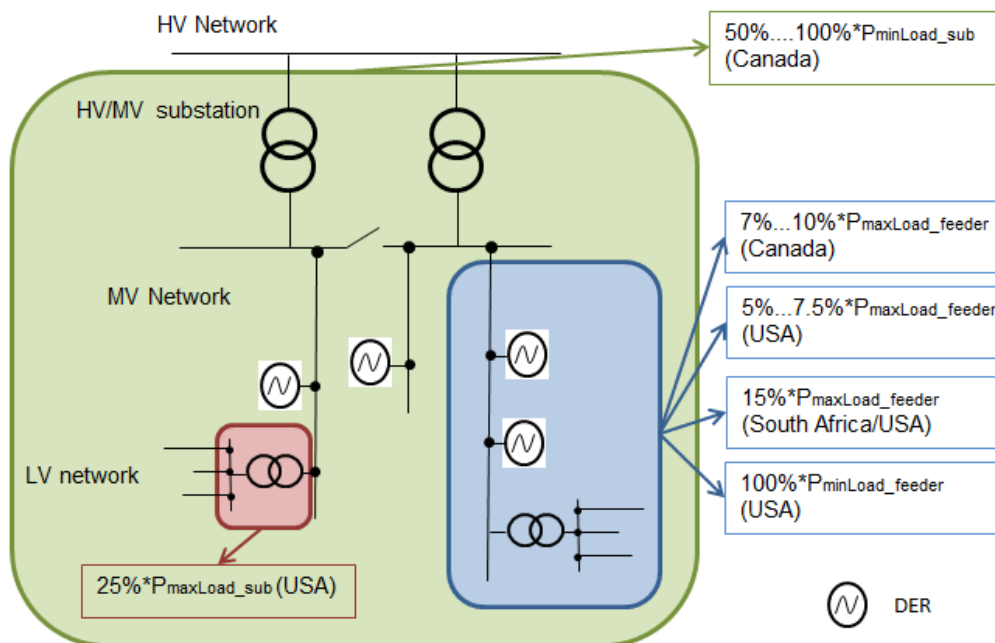 HV Network
50%....100%*PminLoad_sub
(Canada)
HV/MV substation
7%...10%*PmaxLoad_feeder
(Canada)
MV Network
5%...7.5%*PmaxLoad_feeder
(USA)
15%*PmaxLoad_feeder
(South Africa/USA)
LV network
100%*PminLoad_feeder
(USA)
25%*PmaxLoad_sub (USA)
DER